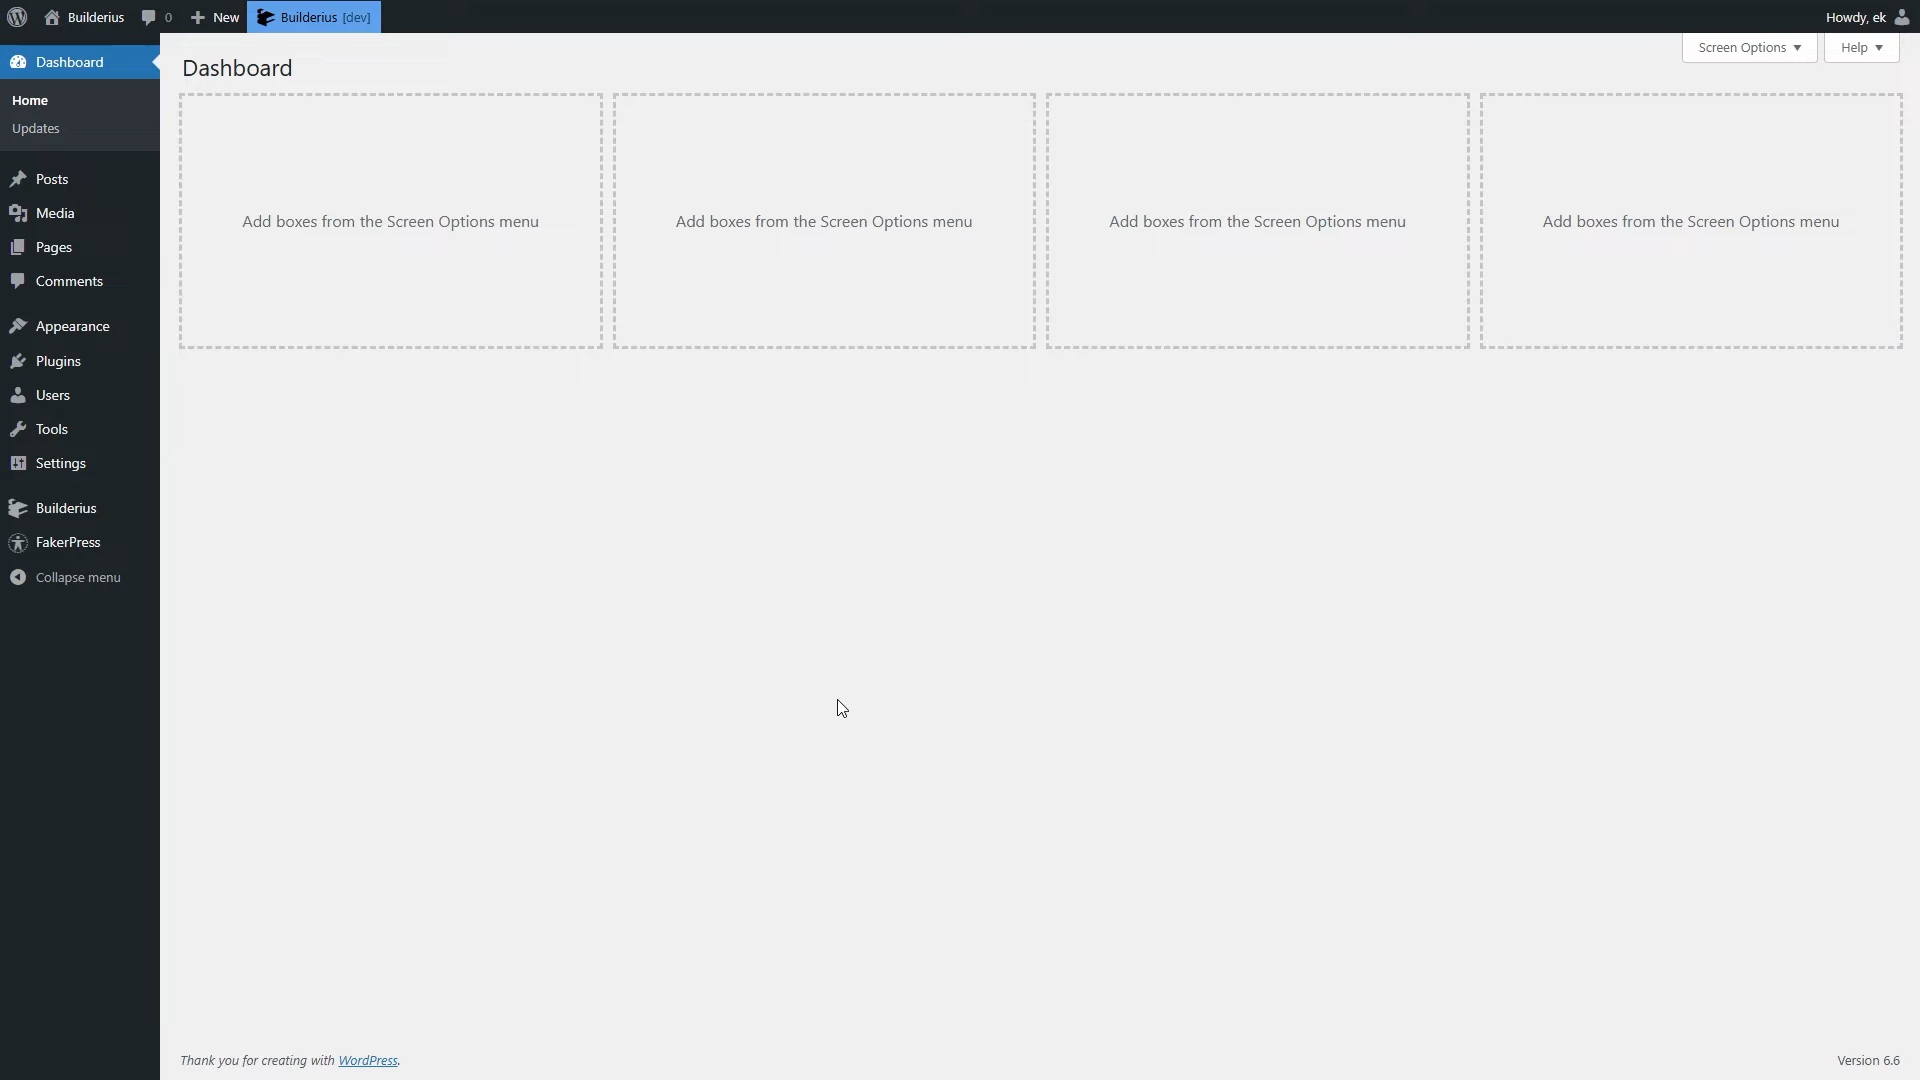 Builderius
0
New
Builderius [dev]
Howdy, ek
Screen Options
Help
Dashboard
Home
Updates
Posts
Media
Pages
Comments
Appearance
Plugins
Users
Tools
Settings
Builderius
FakerPress
Collapse menu
Dashboard
Add boxes from the Screen Options menu
Add boxes from the Screen Options menu
Add boxes from the Screen Options menu
Add boxes from the Screen Options menu
Thank you for creating with WordPress.
Version 6.6